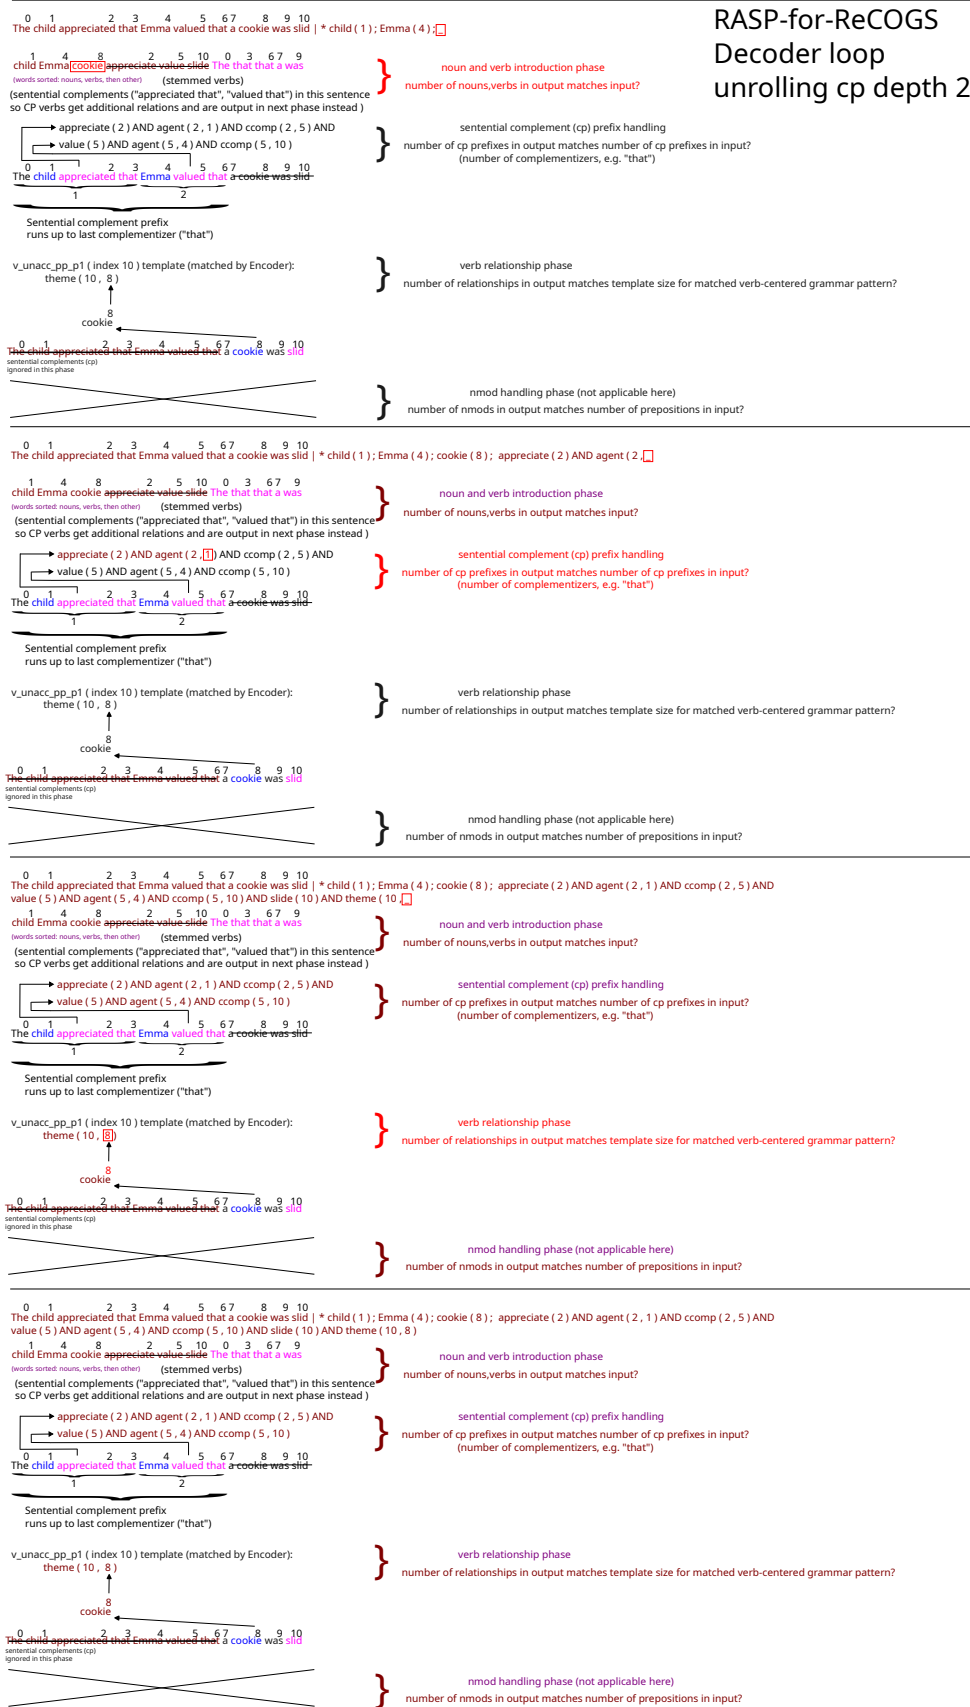 RASP-for-ReCOGS
Decoder loop
unrolling cp depth 2
0 1 2 3 4 5 6 7 8 9 10
The child appreciated that Emma valued that a cookie was slid | * child ( 1 ) ; Emma ( 4 ) ; _
1 4 8 2 5 10 0 3 6 7 9
child Emma cookie appreciate value slide The that that a was
(words sorted: nouns, verbs, then other) (stemmed verbs)
(sentential complements ("appreciated that", "valued that") in this sentence
so CP verbs get additional relations and are output in next phase instead )
noun and verb introduction phase
number of nouns,verbs in output matches input?
appreciate ( 2 ) AND agent ( 2 , 1 ) AND ccomp ( 2 , 5 ) AND
value ( 5 ) AND agent ( 5 , 4 ) AND ccomp ( 5 , 10 )
0 1 2 3 4 5 6 7 8 9 10
The child appreciated that Emma valued that a cookie was slid
1 2
Sentential complement prefix
runs up to last complementizer ("that")
sentential complement (cp) prefix handling
number of cp prefixes in output matches number of cp prefixes in input?
(number of complementizers, e.g. "that")
v_unacc_pp_p1 ( index 10 ) template (matched by Encoder):
theme ( 10 , 8 )
8
cookie
0 1 2 3 4 5 6 7 8 9 10
The child appreciated that Emma valued that a cookie was slid
sentential complements (cp)
ignored in this phase
verb relationship phase
number of relationships in output matches template size for matched verb-centered grammar pattern?
nmod handling phase (not applicable here)
number of nmods in output matches number of prepositions in input?
0 1 2 3 4 5 6 7 8 9 10
The child appreciated that Emma valued that a cookie was slid | * child ( 1 ) ; Emma ( 4 ) ; cookie ( 8 ) ; appreciate ( 2 ) AND agent ( 2 , _
1 4 8 2 5 10 0 3 6 7 9
child Emma cookie appreciate value slide The that that a was
(words sorted: nouns, verbs, then other) (stemmed verbs)
(sentential complements ("appreciated that", "valued that") in this sentence
so CP verbs get additional relations and are output in next phase instead )
noun and verb introduction phase
number of nouns,verbs in output matches input?
appreciate ( 2 ) AND agent ( 2 , 1 ) AND ccomp ( 2 , 5 ) AND
value ( 5 ) AND agent ( 5 , 4 ) AND ccomp ( 5 , 10 )
0 1 2 3 4 5 6 7 8 9 10
The child appreciated that Emma valued that a cookie was slid
1 2
Sentential complement prefix
runs up to last complementizer ("that")
sentential complement (cp) prefix handling
number of cp prefixes in output matches number of cp prefixes in input?
(number of complementizers, e.g. "that")
v_unacc_pp_p1 ( index 10 ) template (matched by Encoder):
theme ( 10 , 8 )
8
cookie
0 1 2 3 4 5 6 7 8 9 10
The child appreciated that Emma valued that a cookie was slid
sentential complements (cp)
ignored in this phase
verb relationship phase
number of relationships in output matches template size for matched verb-centered grammar pattern?
nmod handling phase (not applicable here)
number of nmods in output matches number of prepositions in input?
0 1 2 3 4 5 6 7 8 9 10
The child appreciated that Emma valued that a cookie was slid | * child ( 1 ) ; Emma ( 4 ) ; cookie ( 8 ) ; appreciate ( 2 ) AND agent ( 2 , 1 ) AND ccomp ( 2 , 5 ) AND
value ( 5 ) AND agent ( 5 , 4 ) AND ccomp ( 5 , 10 ) AND slide ( 10 ) AND theme ( 10 , _
1 4 8 2 5 10 0 3 6 7 9
child Emma cookie appreciate value slide The that that a was
(words sorted: nouns, verbs, then other) (stemmed verbs)
(sentential complements ("appreciated that", "valued that") in this sentence
so CP verbs get additional relations and are output in next phase instead )
noun and verb introduction phase
number of nouns,verbs in output matches input?
appreciate ( 2 ) AND agent ( 2 , 1 ) AND ccomp ( 2 , 5 ) AND
value ( 5 ) AND agent ( 5 , 4 ) AND ccomp ( 5 , 10 )
0 1 2 3 4 5 6 7 8 9 10
The child appreciated that Emma valued that a cookie was slid
1 2
Sentential complement prefix
runs up to last complementizer ("that")
sentential complement (cp) prefix handling
number of cp prefixes in output matches number of cp prefixes in input?
(number of complementizers, e.g. "that")
v_unacc_pp_p1 ( index 10 ) template (matched by Encoder):
theme ( 10 , 8 )
8
cookie
0 1 2 3 4 5 6 7 8 9 10
The child appreciated that Emma valued that a cookie was slid
sentential complements (cp)
ignored in this phase
verb relationship phase
number of relationships in output matches template size for matched verb-centered grammar pattern?
nmod handling phase (not applicable here)
number of nmods in output matches number of prepositions in input?
0 1 2 3 4 5 6 7 8 9 10
The child appreciated that Emma valued that a cookie was slid | * child ( 1 ) ; Emma ( 4 ) ; cookie ( 8 ) ; appreciate ( 2 ) AND agent ( 2 , 1 ) AND ccomp ( 2 , 5 ) AND
value ( 5 ) AND agent ( 5 , 4 ) AND ccomp ( 5 , 10 ) AND slide ( 10 ) AND theme ( 10 , 8 )
1 4 8 2 5 10 0 3 6 7 9
child Emma cookie appreciate value slide The that that a was
(words sorted: nouns, verbs, then other) (stemmed verbs)
(sentential complements ("appreciated that", "valued that") in this sentence
so CP verbs get additional relations and are output in next phase instead )
noun and verb introduction phase
number of nouns,verbs in output matches input?
appreciate ( 2 ) AND agent ( 2 , 1 ) AND ccomp ( 2 , 5 ) AND
value ( 5 ) AND agent ( 5 , 4 ) AND ccomp ( 5 , 10 )
0 1 2 3 4 5 6 7 8 9 10
The child appreciated that Emma valued that a cookie was slid
1 2
Sentential complement prefix
runs up to last complementizer ("that")
sentential complement (cp) prefix handling
number of cp prefixes in output matches number of cp prefixes in input?
(number of complementizers, e.g. "that")
v_unacc_pp_p1 ( index 10 ) template (matched by Encoder):
theme ( 10 , 8 )
8
cookie
0 1 2 3 4 5 6 7 8 9 10
The child appreciated that Emma valued that a cookie was slid
sentential complements (cp)
ignored in this phase
verb relationship phase
number of relationships in output matches template size for matched verb-centered grammar pattern?
nmod handling phase (not applicable here)
number of nmods in output matches number of prepositions in input?